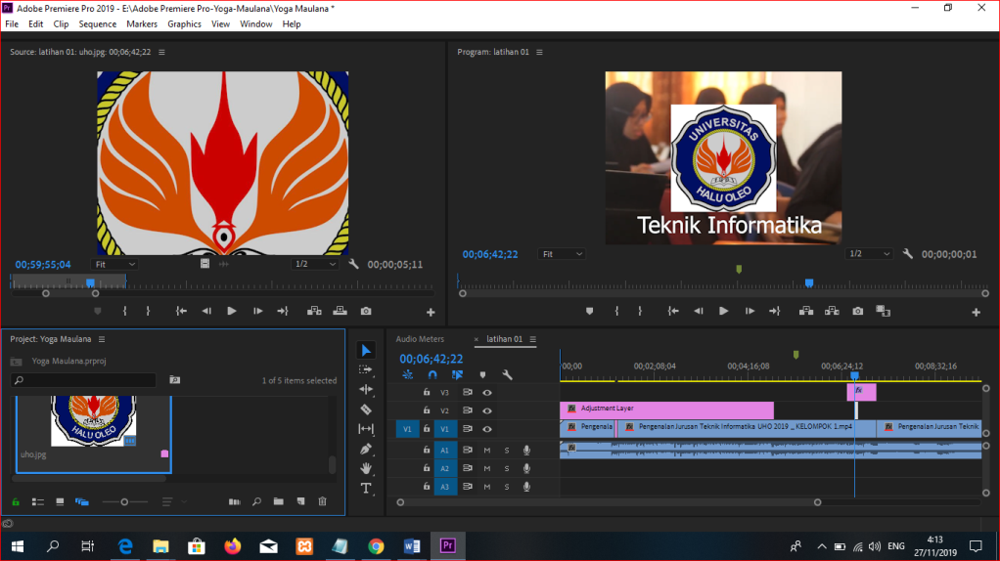 Adobe Premiere Pro 2019 - E:\Adobe Premiere Pro-Yoga-Maulana\Yoga Maulana *
File Edit Clip Sequence Markers Graphics View Window Help
Source: latihan 01: uho.jpg: 00;06;42;22
Program: latihan 01
UNIVERSITAS
HALU OLEO
Teknik Informatika
00;59;55;04 Fit 1/2 00;00;05;11
00;06;42;22 Fit 1/2 00;00;00;01
Project: Yoga Maulana
Yoga Maulana.prproj
1 of 5 items selected
HALU OLEO
uho.jpg
Audio Meters
× latihan 01
00;06;42;22
;00;00 00;02;08;04 00;04;16;08 00;06;24;12 00;08;32;16
V3 fx
V2 fx Adjustment Layer
V1 V1 fx Pengenala fx Pengenalan Jurusan Teknik Informatika UHO 2019 _ KELOMPOK 1.mp4 fx Pengenalan Jurusan Teknik
A1 M S fx
A2 M S
A3 M S
ENG
4:13
27/11/2019